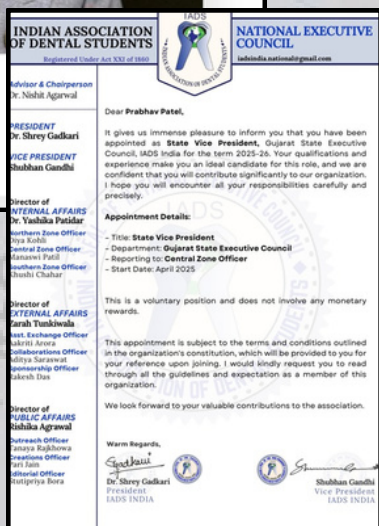 INDIAN ASSOCIATION
OF DENTAL STUDENTS
Registered Under Act XXI of 1860
IADS
INDIAN ASSOCIATION OF DENTAL STUDENTS
NATIONAL EXECUTIVE
COUNCIL
iadsindia.national@gmail.com
Advisor & Chairperson
Dr. Nishit Agarwal
PRESIDENT
Dr. Shrey Gadkari
VICE PRESIDENT
Shubhan Gandhi
Director of
INTERNAL AFFAIRS
Dr. Yashika Patidar
Northern Zone Officer
Diya Kohli
Central Zone Officer
Manaswi Patil
Southern Zone Officer
Khushi Chahar
Director of
EXTERNAL AFFAIRS
Zarah Tunkiwala
Asst. Exchange Officer
Aakriti Arora
Collaborations Officer
Aditya Saraswat
Sponsorship Officer
Rakesh Das
Director of
PUBLIC AFFAIRS
Rishika Agrawal
Outreach Officer
Tanaya Rajkhowa
Creations Officer
Pari Jain
Editorial Officer
Stutipriya Bora
Dear Prabhav Patel,
It gives us immense pleasure to inform you that you have been
appointed as State Vice President, Gujarat State Executive
Council, IADS India for the term 2025-26. Your qualifications and
experience make you an ideal candidate for this role, and we are
confident that you will contribute significantly to our organization.
I hope you will encounter all your responsibilities carefully and
precisely.
Appointment Details:
- Title: State Vice President
- Department: Gujarat State Executive Council
- Reporting to: Central Zone Officer
- Start Date: April 2025
This is a voluntary position and does not involve any monetary
rewards.
This appointment is subject to the terms and conditions outlined
in the organization's constitution, which will be provided to you for
your reference upon joining. I would kindly request you to read
through all the guidelines and expectation as a member of this
organization.
We look forward to your valuable contributions to the association.
Warm Regards,
Dr. Shrey Gadkari
President
IADS INDIA
Shubhan Gandhi
Vice President
IADS INDIA